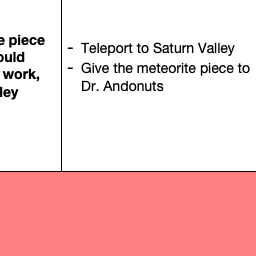 e piece
ould
work,
ley
- Teleport to Saturn Valley
- Give the meteorite piece to
Dr. Andonuts